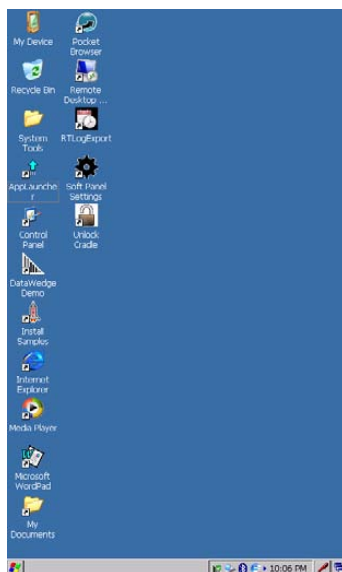 My Device
Pocket
Browser
Recycle Bin
Remote
Desktop ...
System
Tools
RTLogExport
AppLaunche
r
Soft Panel
Settings
Control
Panel
Unlock
Cradle
DataWedge
Demo
Install
Samples
Internet
Explorer
Media Player
Microsoft
WordPad
My
Documents
10:06 PM